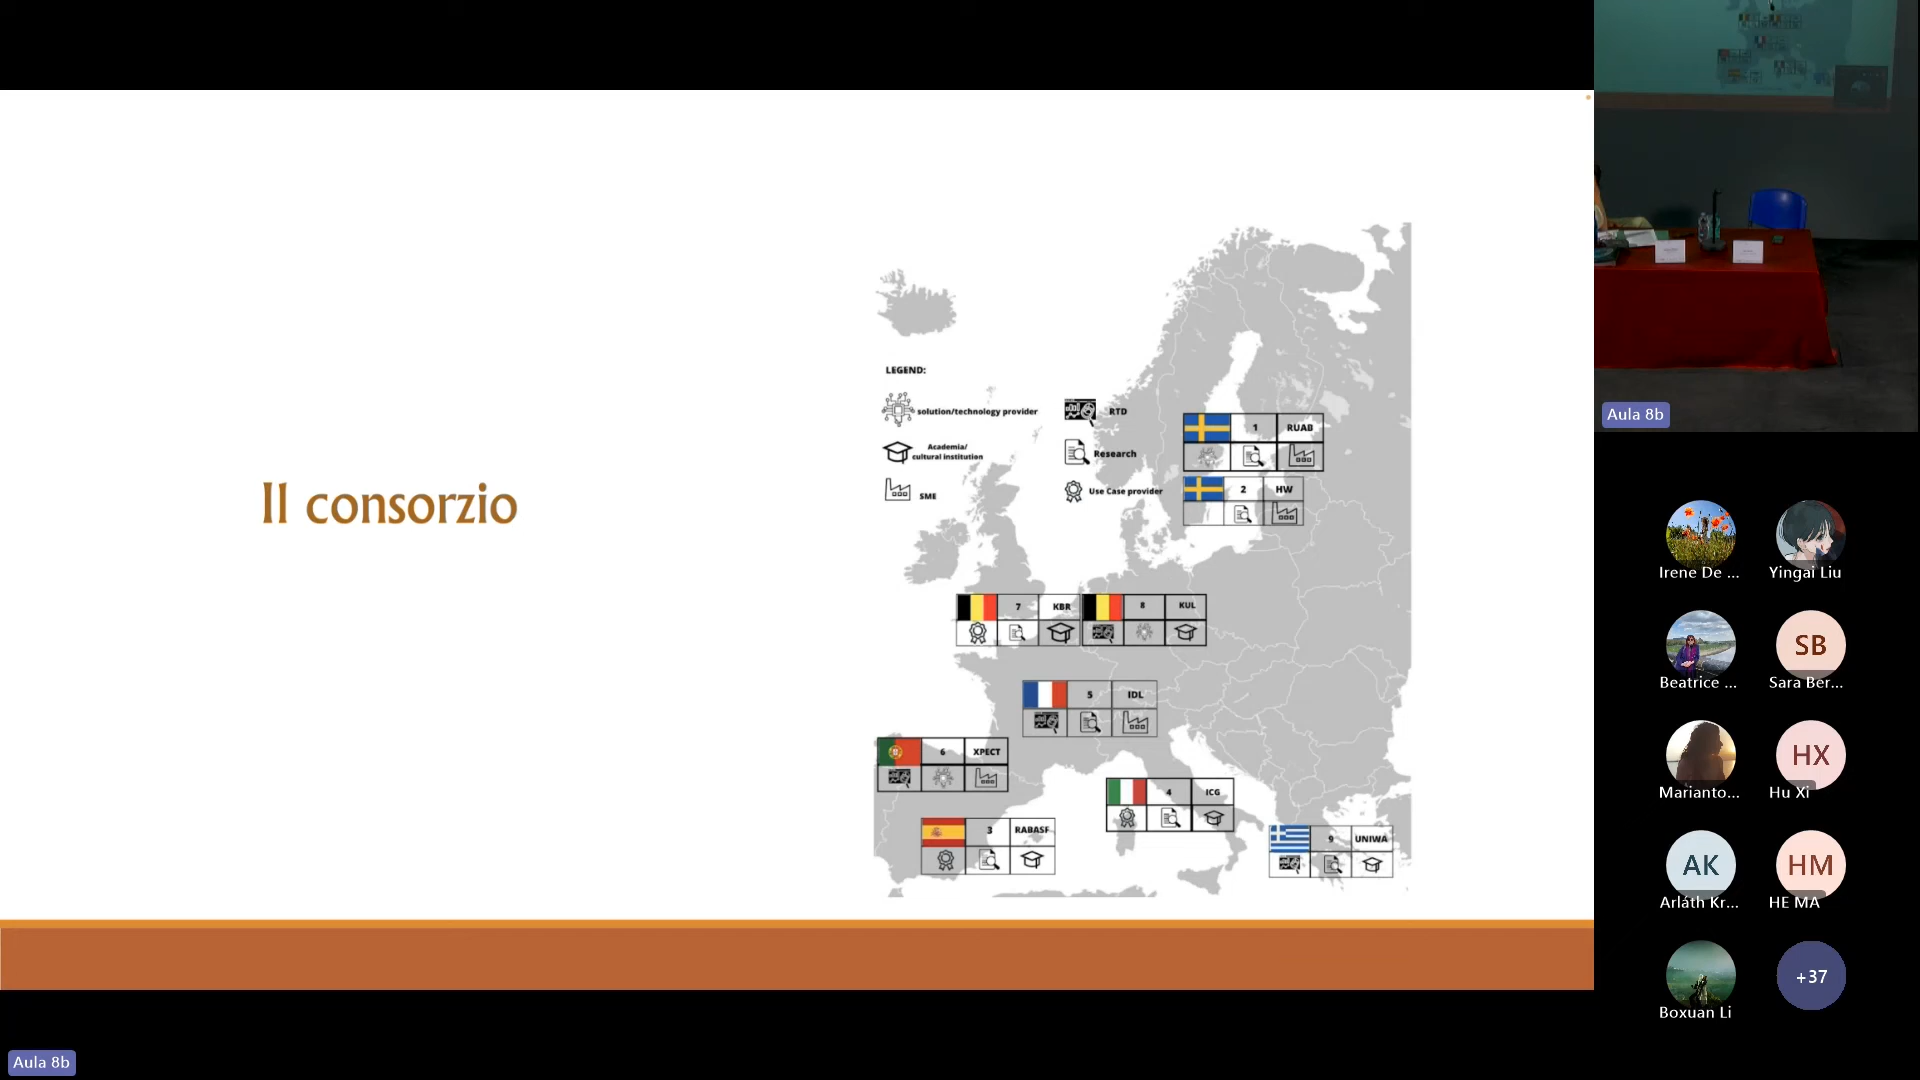 Il consorzio
LEGEND:
solution/technology provider
Academia/
cultural institution
SME
RTD
Research
Use Case provider
1 RUAB
2 HW
7 KBR
8 KUL
5 IDL
6 XPECT
4 ICG
3 RABASF
9 UNIWA
Aula 8b
Irene De ...
Yingai Liu
Beatrice ...
SB
Sara Ber...
Marianto...
HX
Hu Xi
AK
Arláth Kr...
HM
HE MA
Boxuan Li
+37
Aula 8b